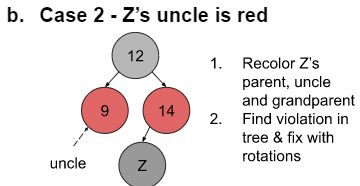 b. Case 2 - Z's uncle is red
12
9
14
Z
uncle
1. Recolor Z's
parent, uncle
and grandparent
2. Find violation in
tree & fix with
rotations